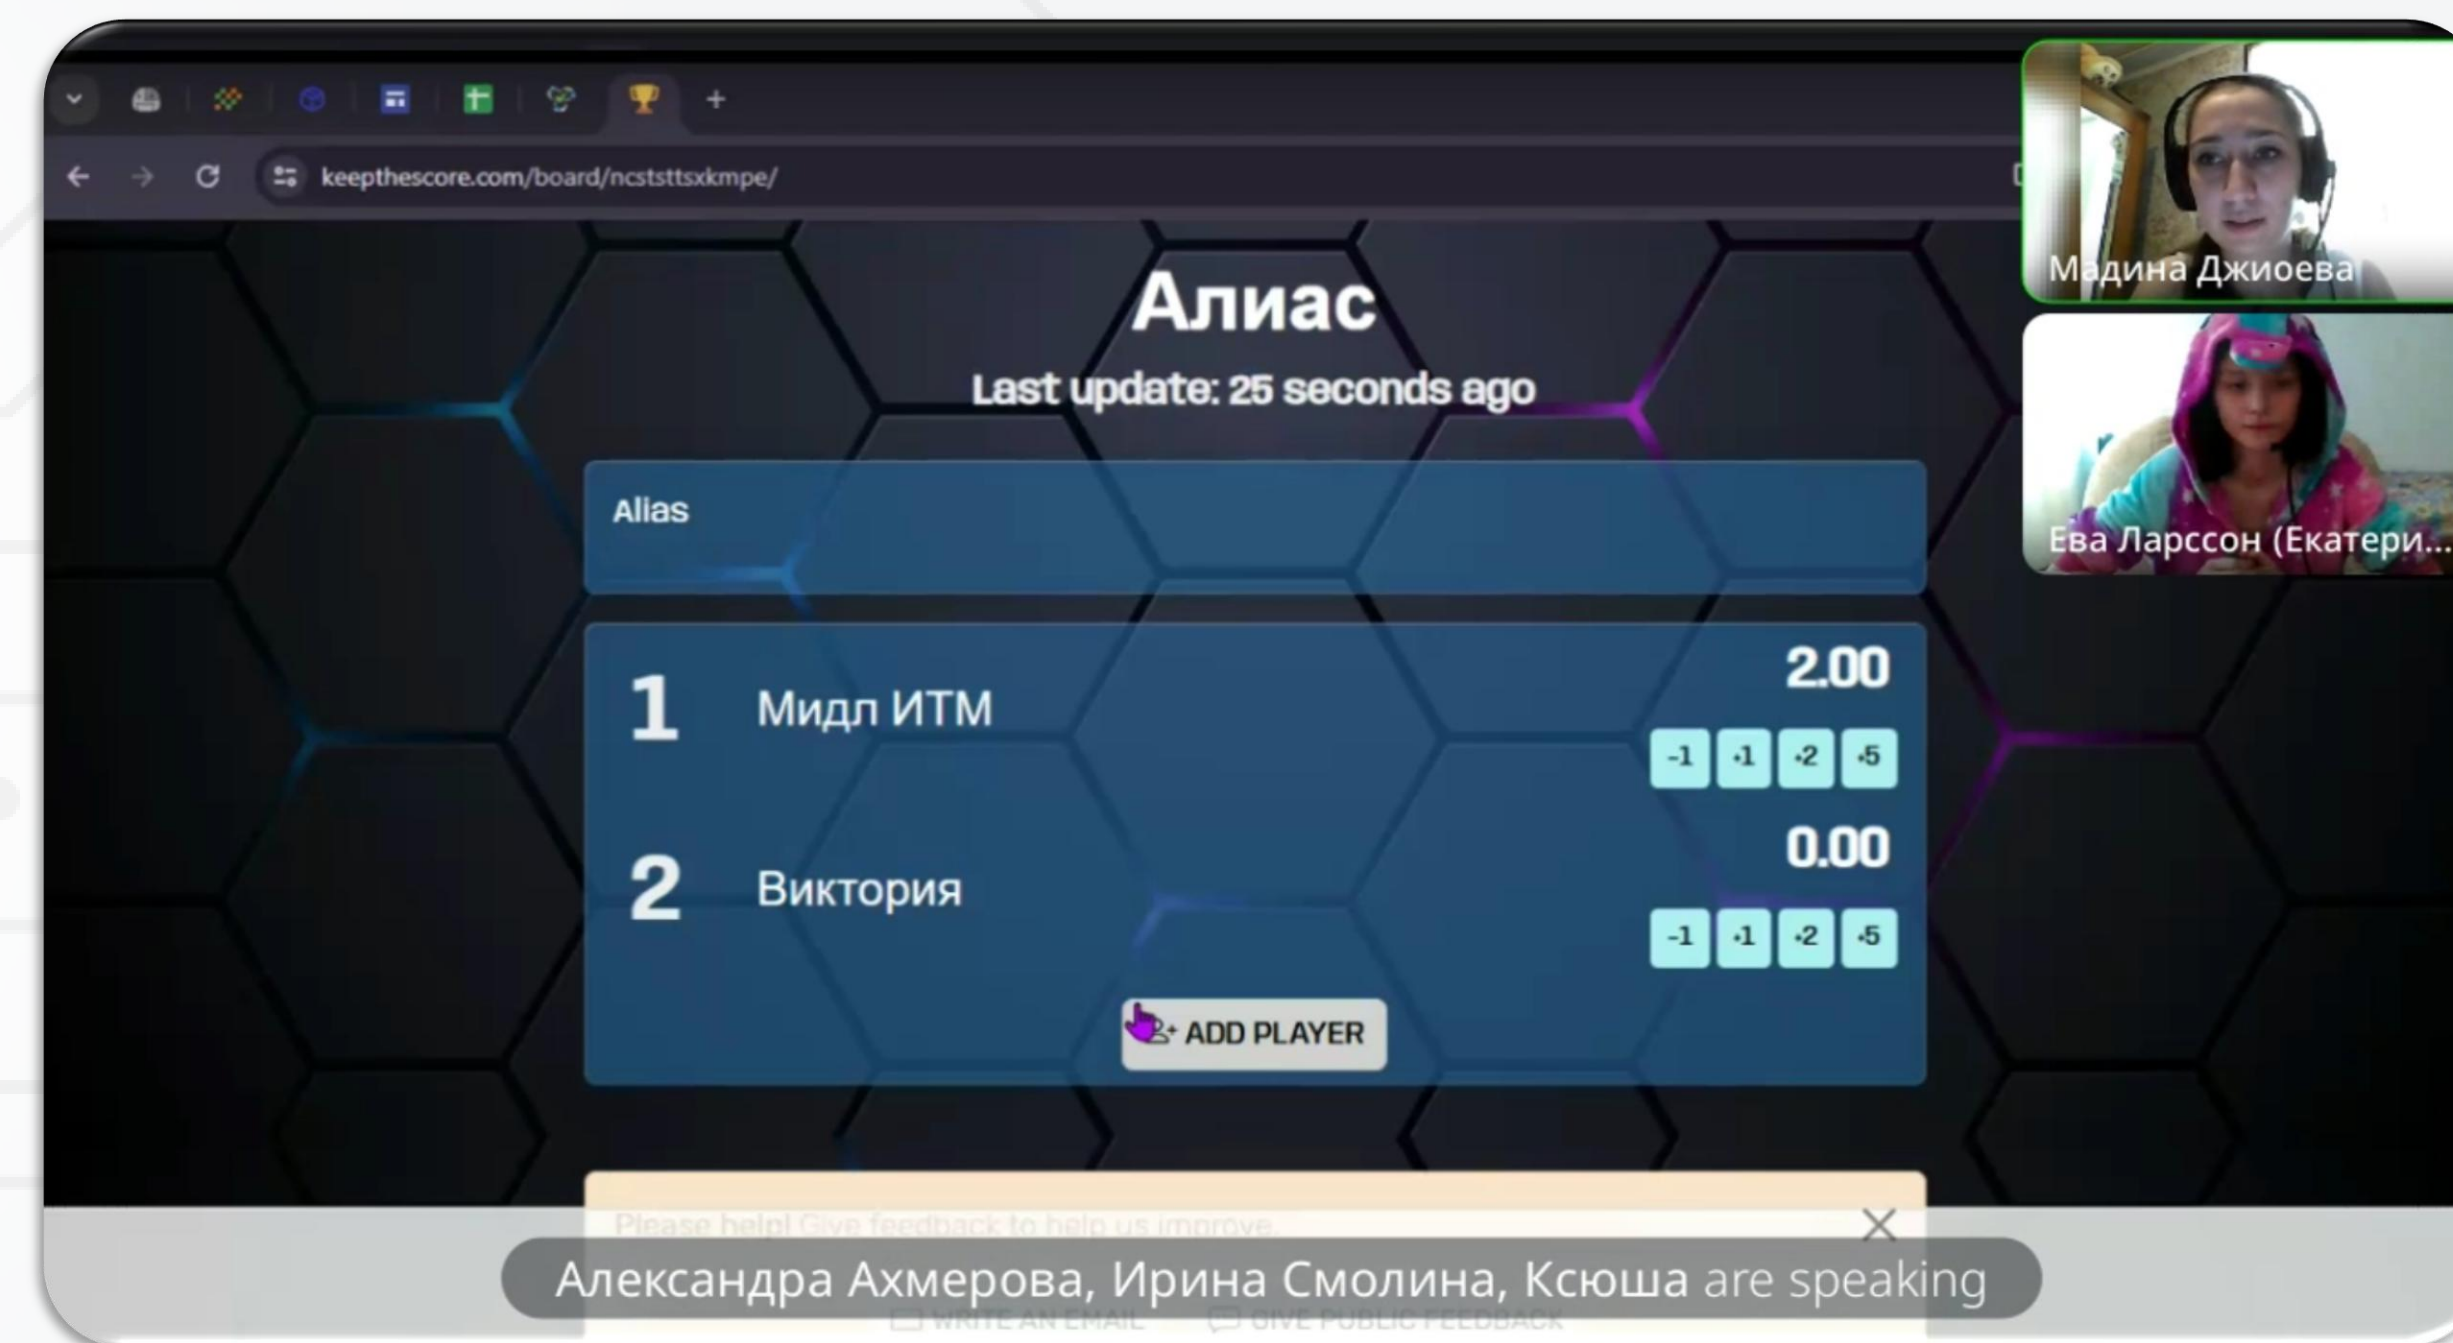 keepthescore.com/board/ncststtsxkmpe/
Мадина Джиоева
Алиас
Last update: 25 seconds ago
Ева Ларссон (Екатери...
Alias
1 Мидл ИТМ 2.00
-1 +1 +2 +5
2 Виктория 0.00
-1 +1 +2 +5
ADD PLAYER
Please help! Give feedback to help us improve.
Александра Ахмерова, Ирина Смолина, Ксюша are speaking
WRITE AN EMAIL GIVE PUBLIC FEEDBACK